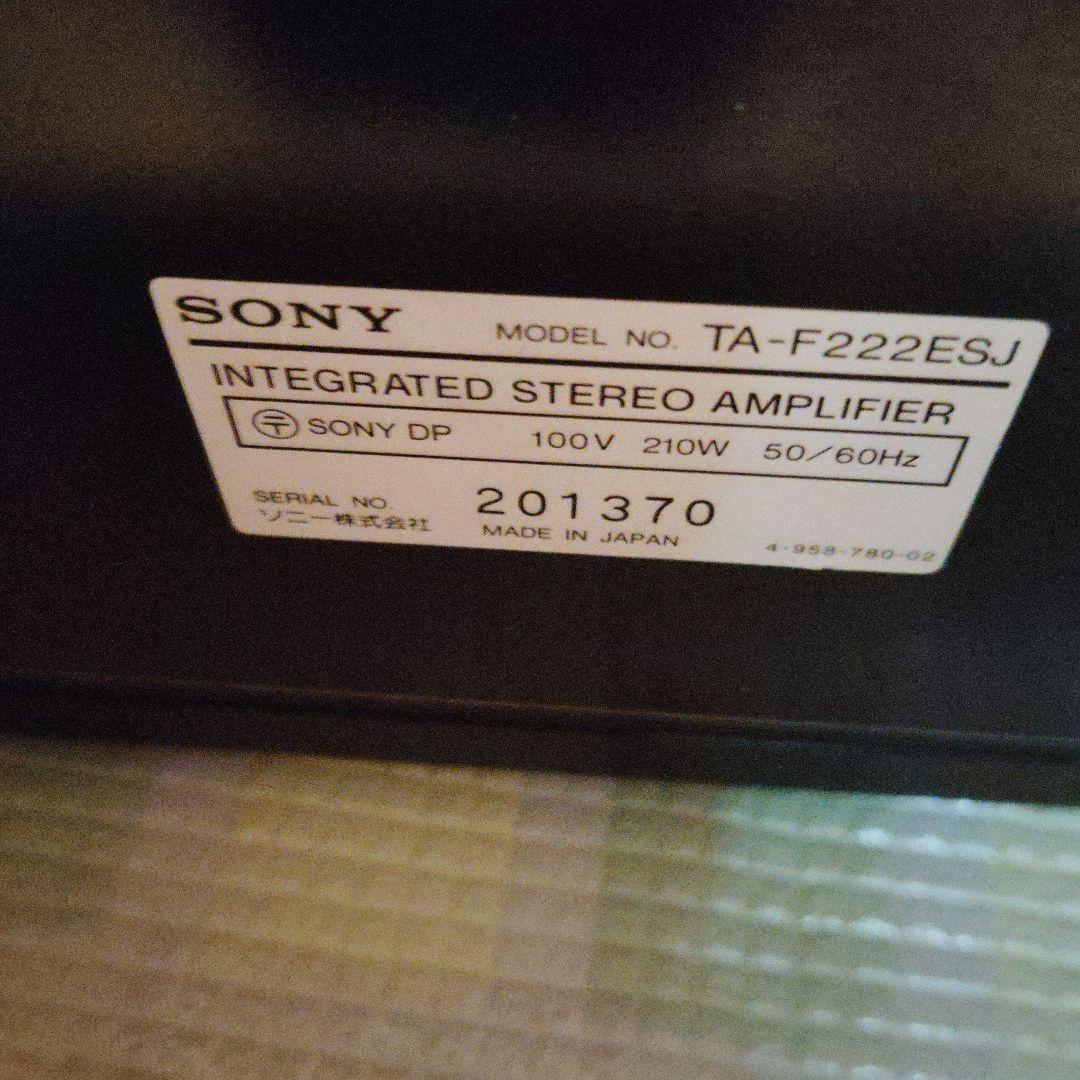 SONY MODEL NO. TA-F222ESJ
INTEGRATED STEREO AMPLIFIER
〒 SONY DP 100V 210W 50/60Hz
SERIAL NO. 201370
ソニー株式会社 MADE IN JAPAN 4-958-780-02